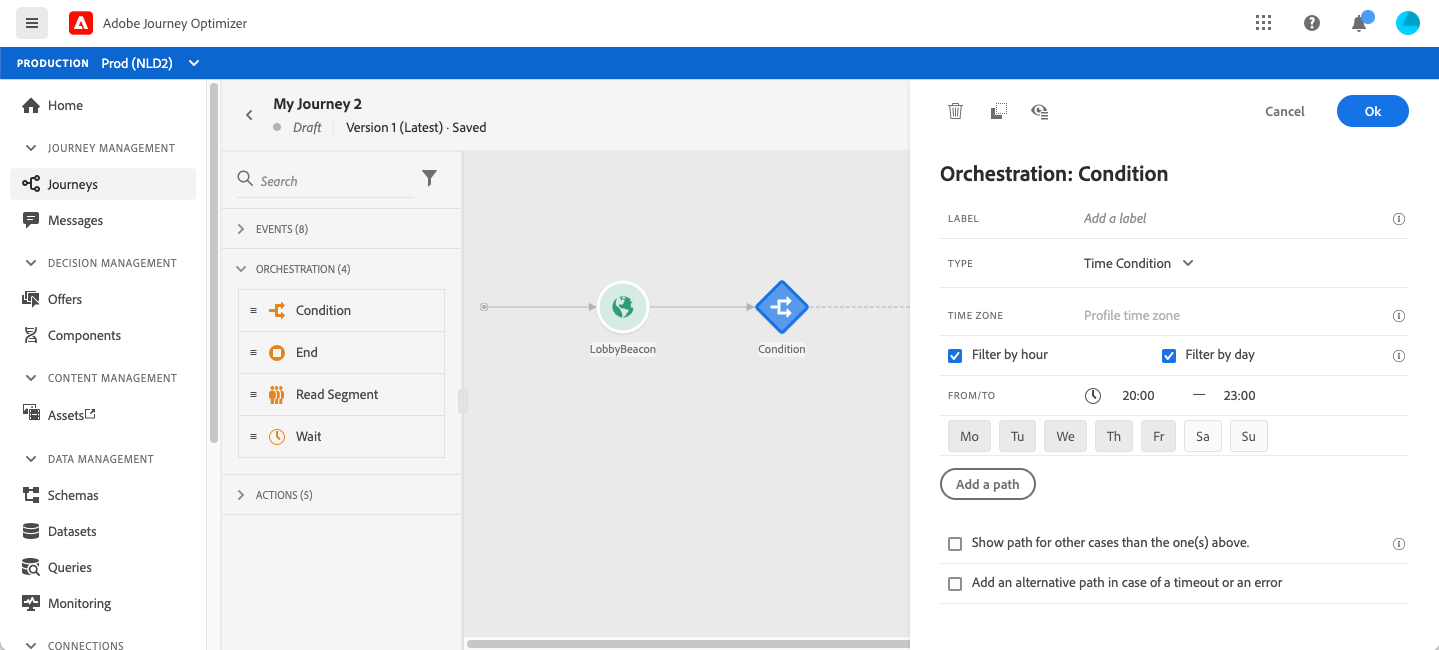 Adobe Journey Optimizer
PRODUCTION Prod (NLD2)
Home
JOURNEY MANAGEMENT
Journeys
Messages
DECISION MANAGEMENT
Offers
Components
CONTENT MANAGEMENT
Assets
DATA MANAGEMENT
Schemas
Datasets
Queries
Monitoring
CONNECTIONS
My Journey 2
Draft Version 1 (Latest) · Saved
Search
EVENTS (8)
ORCHESTRATION (4)
Condition
End
Read Segment
Wait
ACTIONS (5)
LobbyBeacon
Condition
Cancel Ok
Orchestration: Condition
LABEL Add a label
TYPE Time Condition
TIME ZONE Profile time zone
Filter by hour Filter by day
FROM/TO 20:00 — 23:00
Mo Tu We Th Fr Sa Su
Add a path
Show path for other cases than the one(s) above.
Add an alternative path in case of a timeout or an error